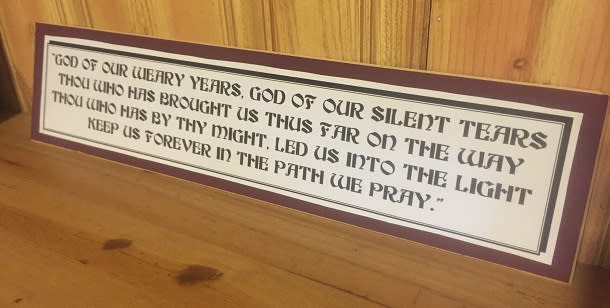 "GOD OF OUR WEARY YEARS, GOD OF OUR SILENT TEARS
THOU WHO HAS BROUGHT US THUS FAR ON THE WAY
THOU WHO HAS BY THY MIGHT, LED US INTO THE LIGHT
KEEP US FOREVER IN THE PATH WE PRAY."